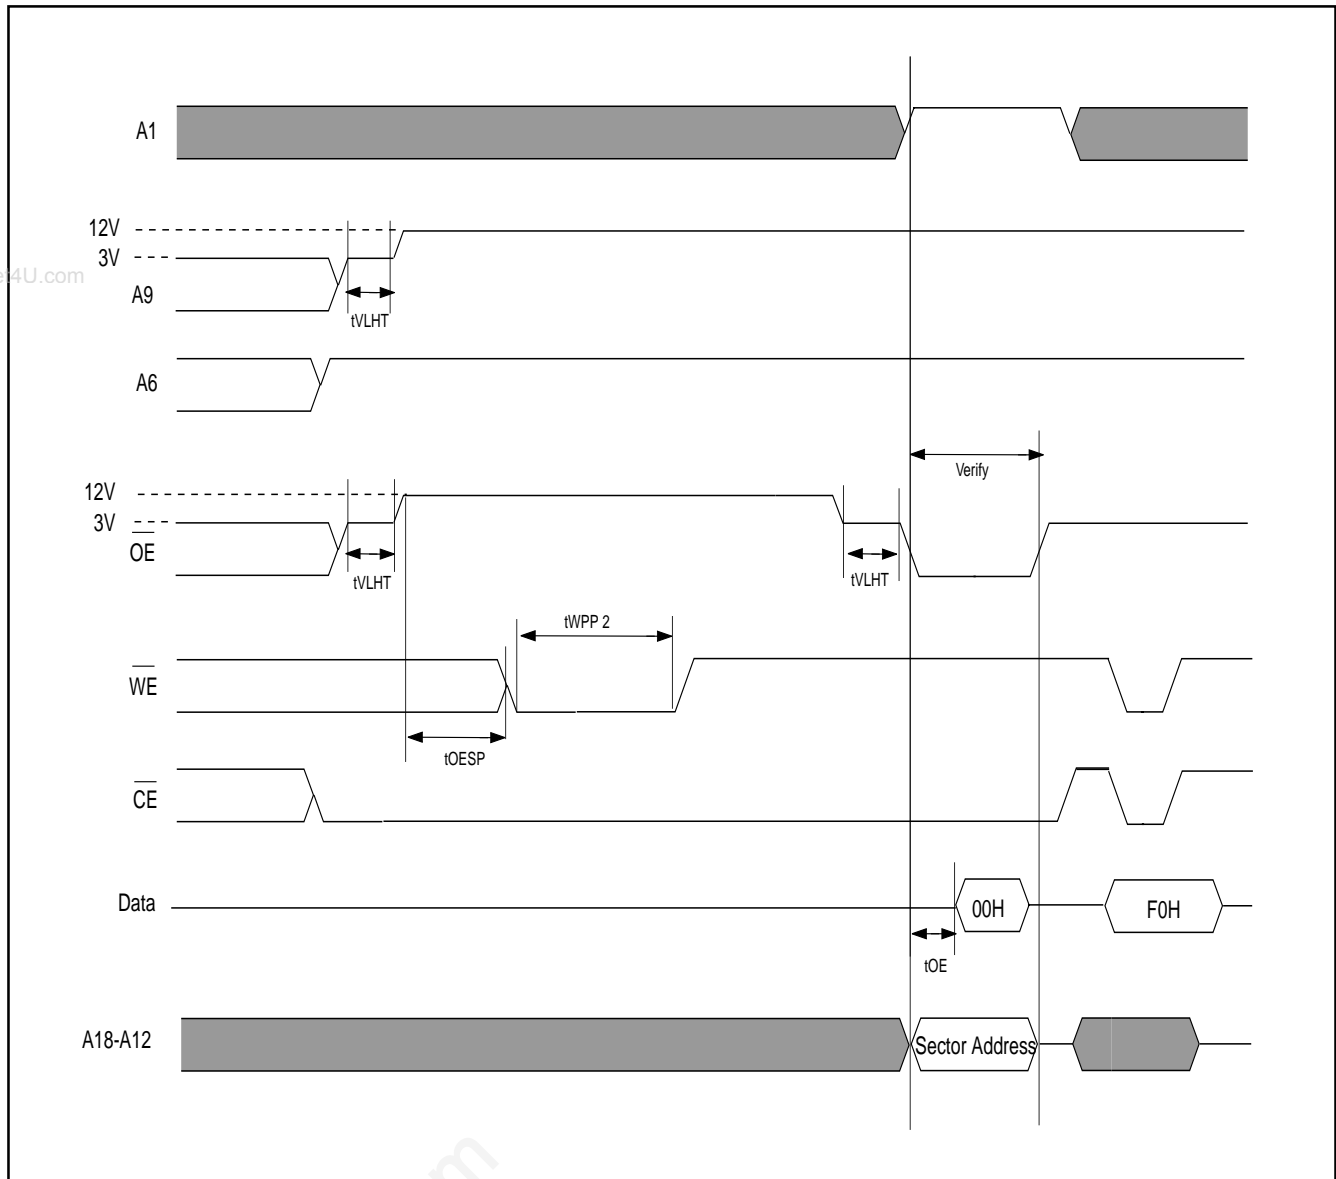 A1
12V
3V
et4U.com
A9
tVLHT
A6
Verify
12V
3V
OE
tVLHT
tVLHT
tWPP 2
WE
tOESP
CE
Data
00H
F0H
tOE
A18-A12
Sector Address
m